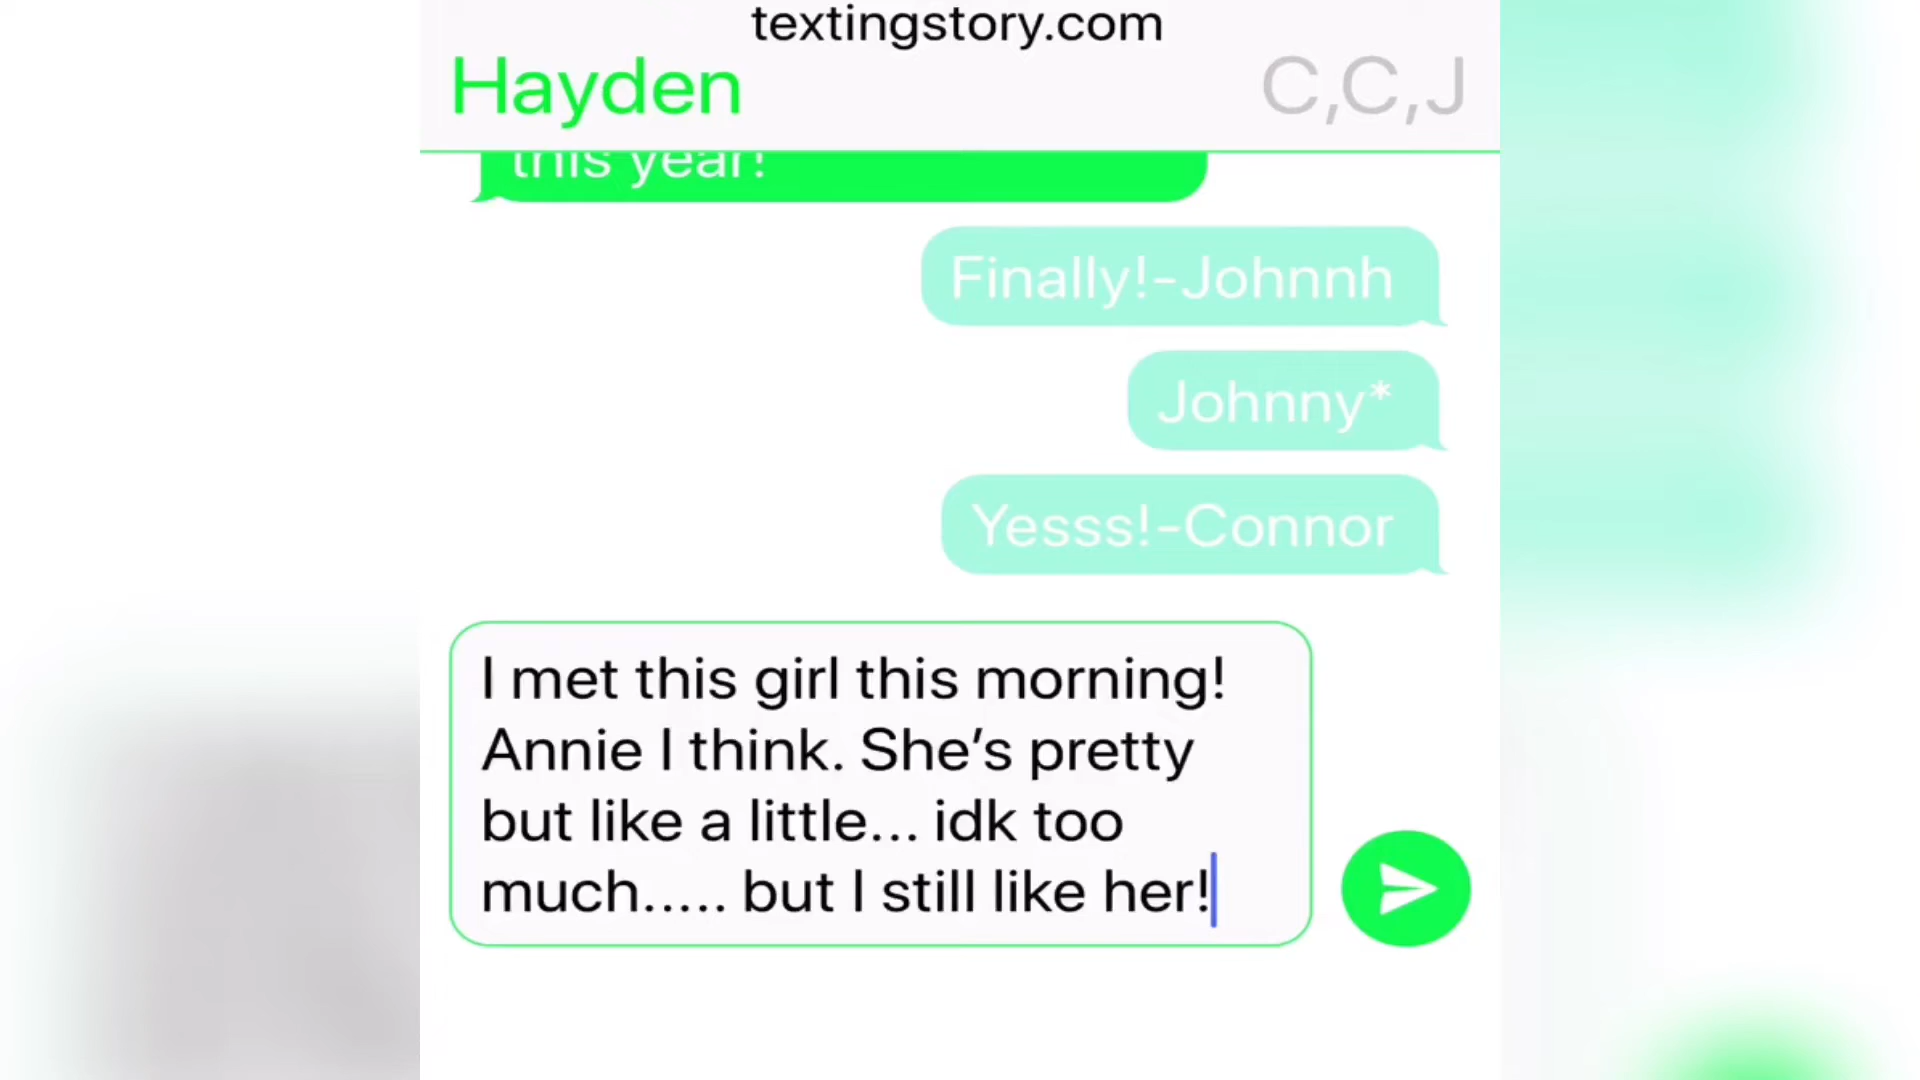 textingstory.com
Hayden
C,C,J
this year!
Finally!-Johnnh
Johnny*
Yesss!-Connor
I met this girl this morning!
Annie I think. She's pretty
but like a little... idk too
much..... but I still like her!